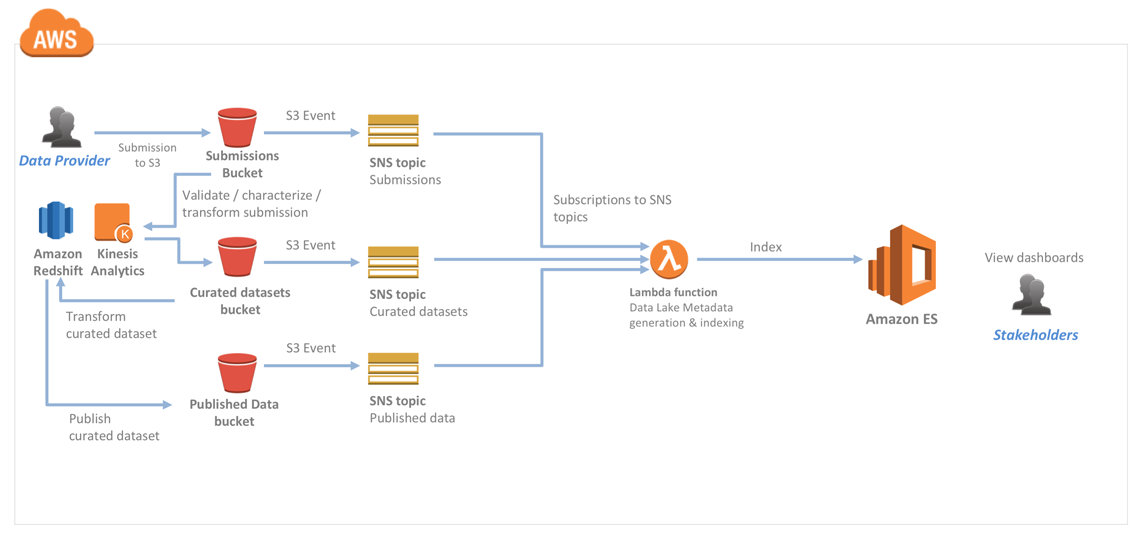 AWS
S3 Event
Submission
to S3
Data Provider
Submissions
Bucket
SNS topic
Submissions
Validate / characterize /
transform submission
Subscriptions to SNS
topics
K
Amazon
Redshift
Kinesis
Analytics
S3 Event
Index
View dashboards
λ
Curated datasets
bucket
SNS topic
Curated datasets
Lambda function
Data Lake Metadata
generation & indexing
Amazon ES
Stakeholders
Transform
curated dataset
S3 Event
Published Data
bucket
SNS topic
Published data
Publish
curated dataset